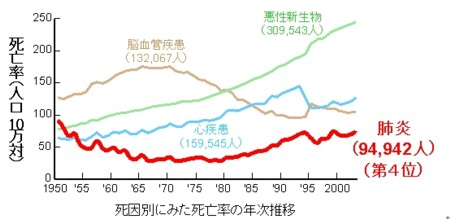 死亡率(人口10万対)
250
200
150
100
50
0
1950 '55 '60 '65 '70 '75 '80 '85 '90 '95 2000
脳血管疾患
(132,067人)
悪性新生物
(309,543人)
心疾患
(159,545人)
肺炎
(94,942人)
(第4位)
死因別にみた死亡率の年次推移